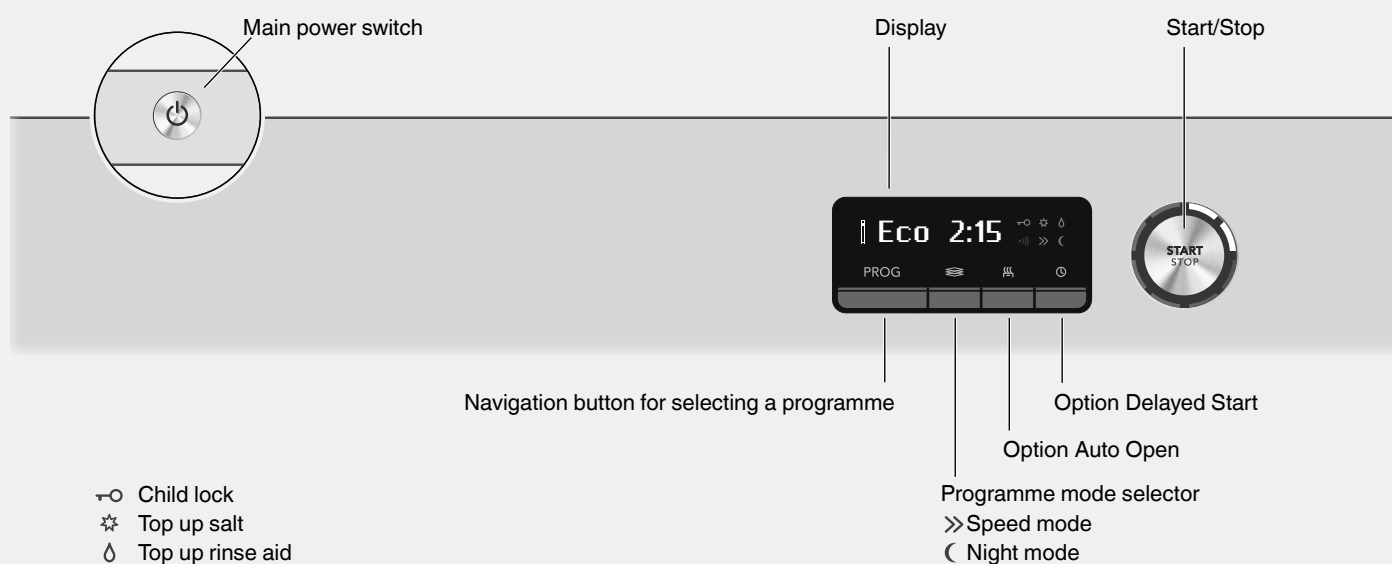 Main power switch
Display
Start/Stop
Eco 2:15
PROG
START
STOP
Navigation button for selecting a programme
Option Delayed Start
Option Auto Open
Programme mode selector
Speed mode
Night mode
Child lock
Top up salt
Top up rinse aid